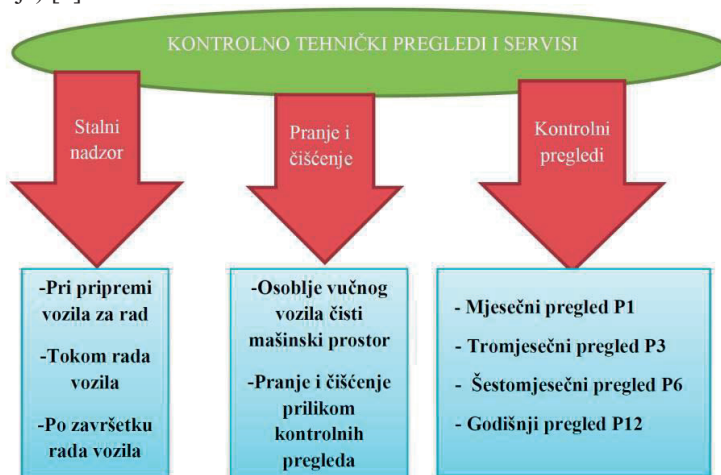 KONTROLNO TEHNIČKI PREGLEDI I SERVISI
Stalni
nadzor
Pranje i
čišćenje
Kontrolni
pregledi
-Pri pripremi
vozila za rad
-Tokom rada
vozila
-Po završetku
rada vozila
-Osoblje vučnog
vozila čisti
mašinski prostor
-Pranje i čišćenje
prilikom
kontrolnih
pregleda
- Mjesečni pregled P1
- Tromjesečni pregled P3
- Šestomjesečni pregled P6
- Godišnji pregled P12